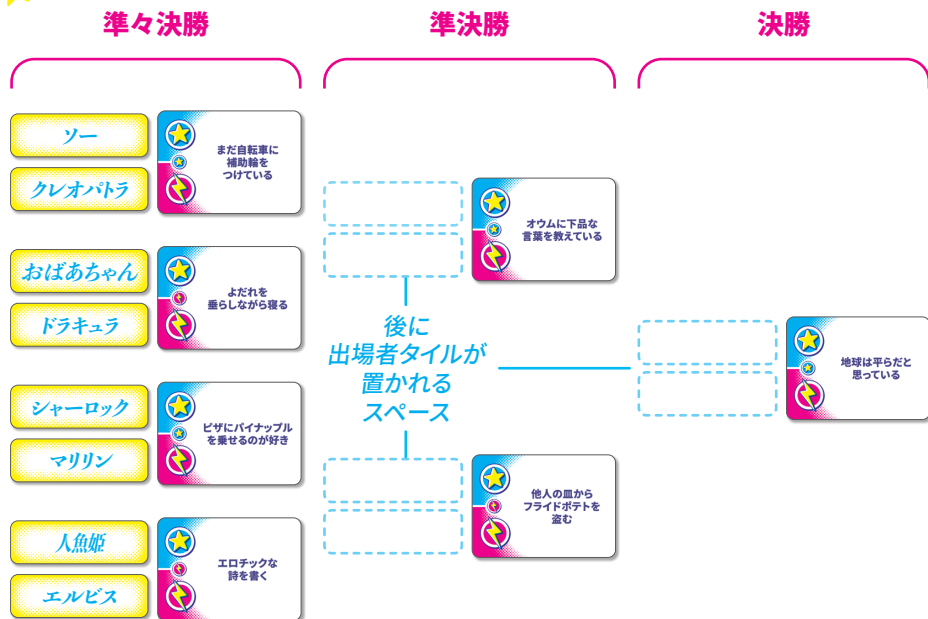 準々決勝
準決勝
決勝
ソー
クレオパトラ
まだ自転車に
補助輪を
つけている
おばあちゃん
ドラキュラ
よだれを
垂らしながら寝る
シャーロック
マリリン
ピザにパイナップル
を乗せるのが好き
人魚姫
エルビス
エロチックな
詩を書く
オウムに下品な
言葉を教えている
後に
出場者タイルが
置かれる
スペース
他人の皿から
フライドポテトを
盗む
地球は平らだと
思っている